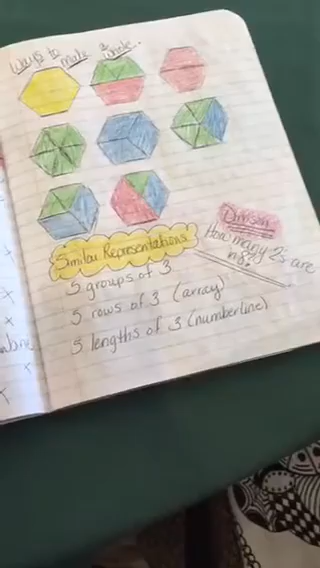 Ways to make a whole.
Similar Representations
5 groups of 3
5 rows of 3 (array)
5 lengths of 3 (numberline)
Division
How many 2's are
in 8?